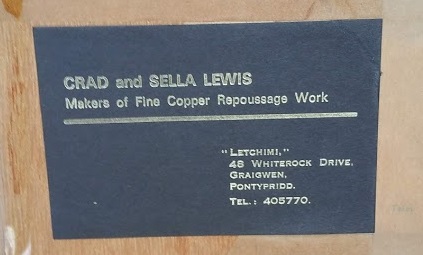 CRAD and SELLA LEWIS
Makers of Fine Copper Repoussage Work
"LETCHIMI,"
48 WHITEROCK DRIVE,
GRAIGWEN,
PONTYPRIDD.
TEL.: 405770.